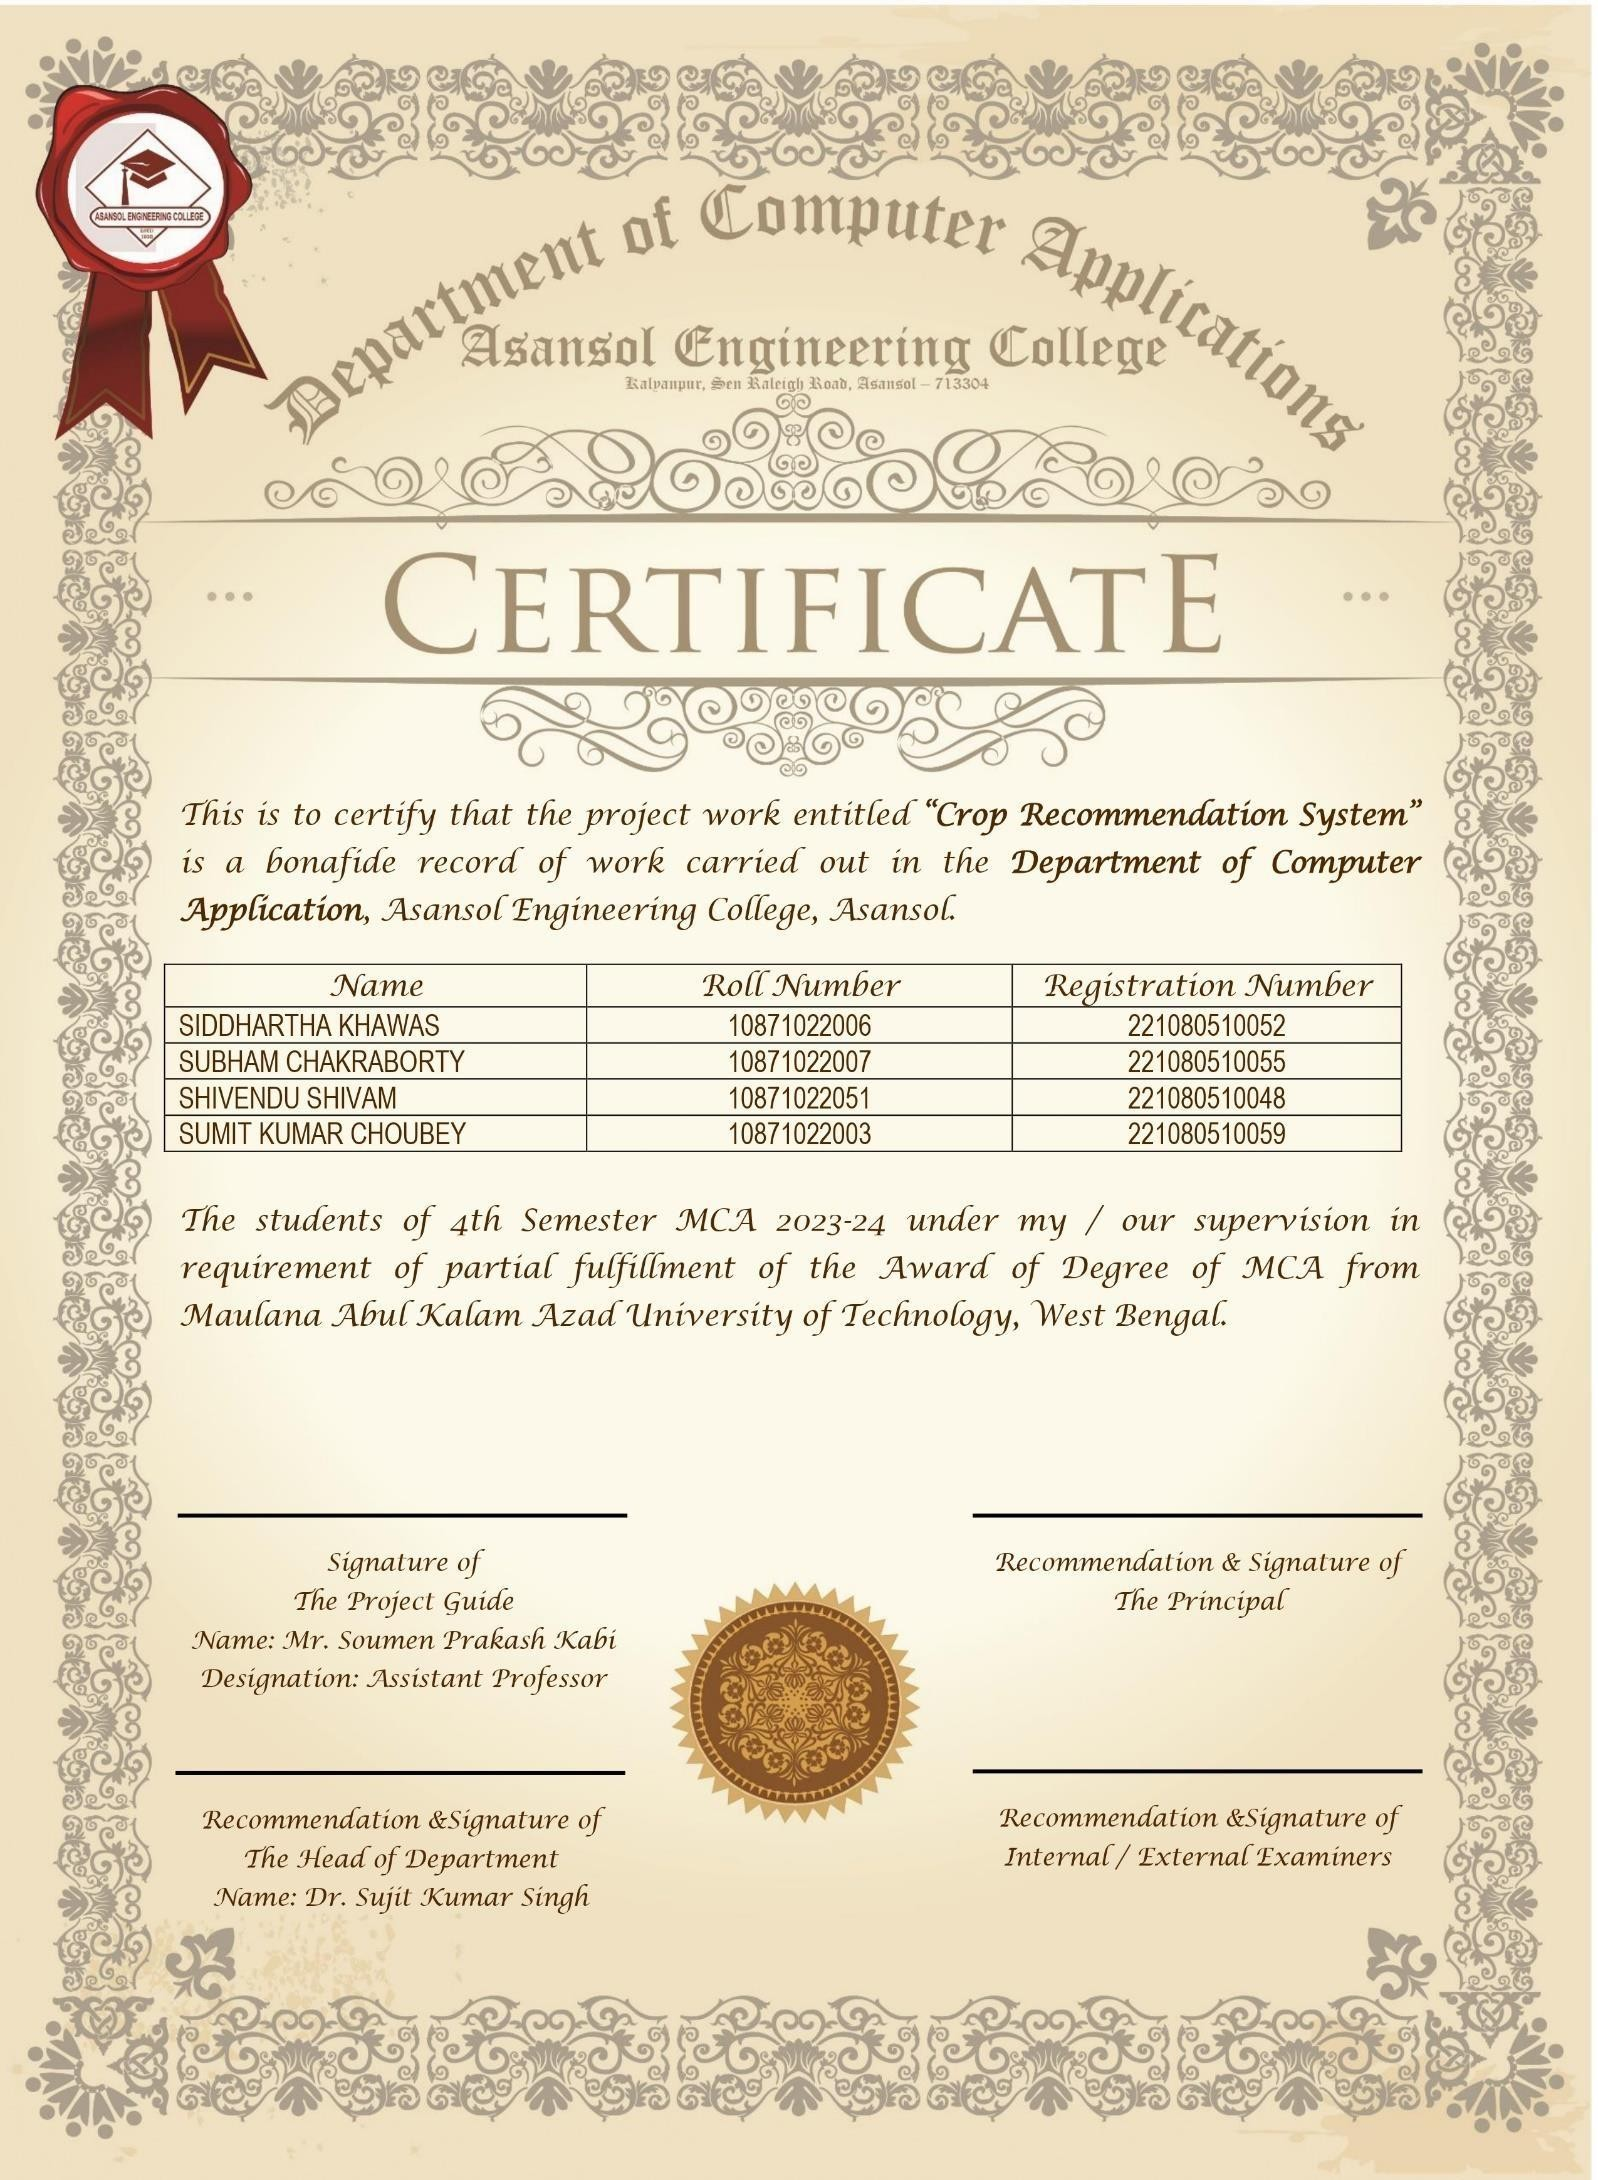 ASANSOL ENGINEERING COLLEGE
Department of Computer Applications
Asansol Engineering College
Kalyanpur, Sen Raleigh Road, Asansol – 713304
CERTIFICATE
This is to certify that the project work entitled “Crop Recommendation System”
is a bonafide record of work carried out in the Department of Computer
Application, Asansol Engineering College, Asansol.
Name Roll Number Registration Number
SIDDHARTHA KHAWAS 10871022006 221080510052
SUBHAM CHAKRABORTY 10871022007 221080510055
SHIVENDU SHIVAM 10871022051 221080510048
SUMIT KUMAR CHOUBEY 10871022003 221080510059
The students of 4th Semester MCA 2023-24 under my / our supervision in
requirement of partial fulfillment of the Award of Degree of MCA from
Maulana Abul Kalam Azad University of Technology, West Bengal.
Signature of
The Project Guide
Name: Mr. Soumen Prakash Kabi
Designation: Assistant Professor
Recommendation & Signature of
The Principal
Recommendation &Signature of
The Head of Department
Name: Dr. Sujit Kumar Singh
Recommendation &Signature of
Internal / External Examiners